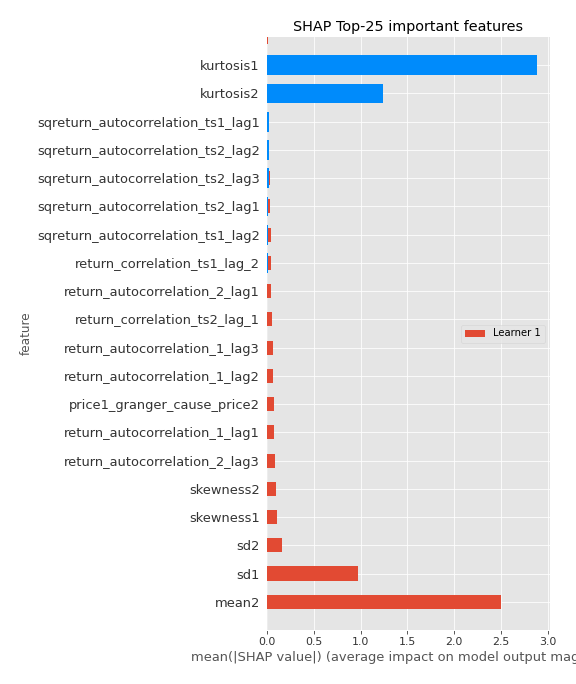 SHAP Top-25 important features
kurtosis1
kurtosis2
sqreturn_autocorrelation_ts1_lag1
sqreturn_autocorrelation_ts2_lag2
sqreturn_autocorrelation_ts2_lag3
sqreturn_autocorrelation_ts2_lag1
sqreturn_autocorrelation_ts1_lag2
return_correlation_ts1_lag_2
return_autocorrelation_2_lag1
return_correlation_ts2_lag_1
return_autocorrelation_1_lag3
return_autocorrelation_1_lag2
price1_granger_cause_price2
return_autocorrelation_1_lag1
return_autocorrelation_2_lag3
skewness2
skewness1
sd2
sd1
mean2
feature
Learner 1
0.0 0.5 1.0 1.5 2.0 2.5 3.0
mean(|SHAP value|) (average impact on model output mag